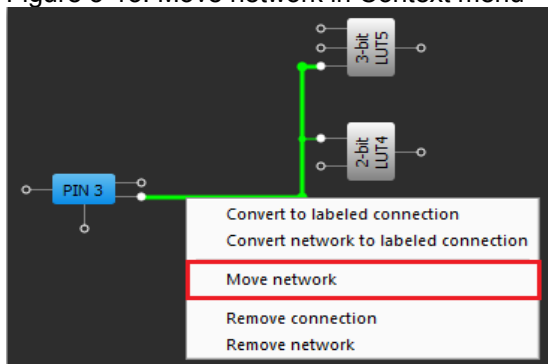 Figure 3-10. Move network in Context menu
3-bit
LUT5
2-bit
LUT4
PIN 3
Convert to labeled connection
Convert network to labeled connection
Move network
Remove connection
Remove network